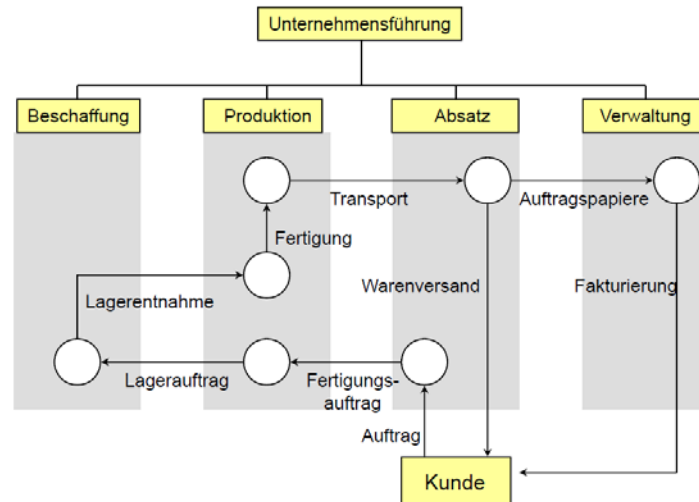 Unternehmensführung
Beschaffung
Produktion
Absatz
Verwaltung
Transport
Auftragspapiere
Fertigung
Lagerentnahme
Warenversand
Fakturierung
Lagerauftrag
Fertigungs-
auftrag
Auftrag
Kunde